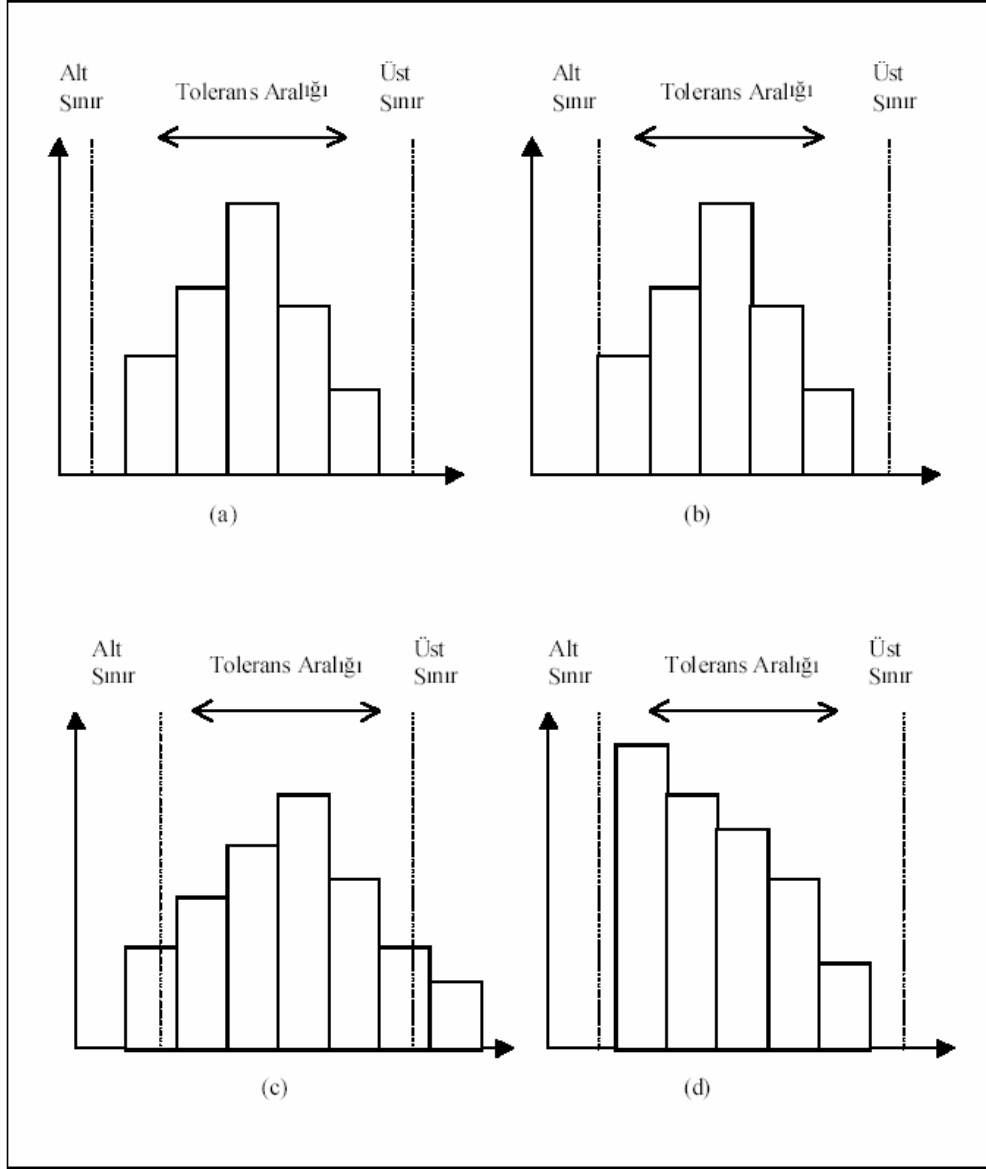 Alt
Sınır
Tolerans Aralığı
Üst
Sınır
(a)
Alt
Sınır
Tolerans Aralığı
Üst
Sınır
(b)
Alt
Sınır
Tolerans Aralığı
Üst
Sınır
(c)
Alt
Sınır
Tolerans Aralığı
Üst
Sınır
(d)